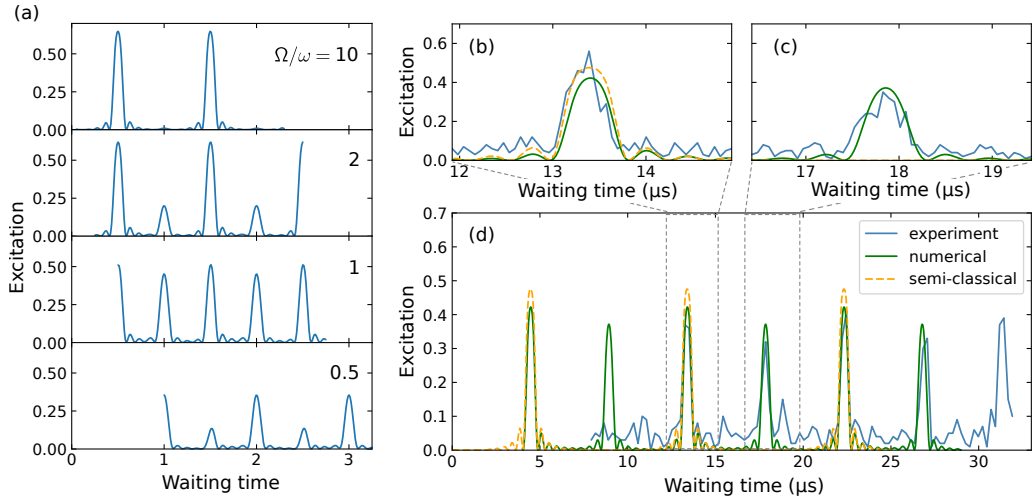 (a)
Excitation
0.50
0.25
0.00
Ω/ω = 10
0.50
0.25
0.00
2
0.50
0.25
0.00
1
0.50
0.25
0.00
0.5
0 1 2 3
Waiting time
(b)
Excitation
0.6
0.4
0.2
0.0
12 13 14
Waiting time (μs)
(c)
17 18 19
Waiting time (μs)
(d)
Excitation
0.7
0.6
0.5
0.4
0.3
0.2
0.1
0.0
experiment
numerical
semi-classical
0 5 10 15 20 25 30
Waiting time (μs)